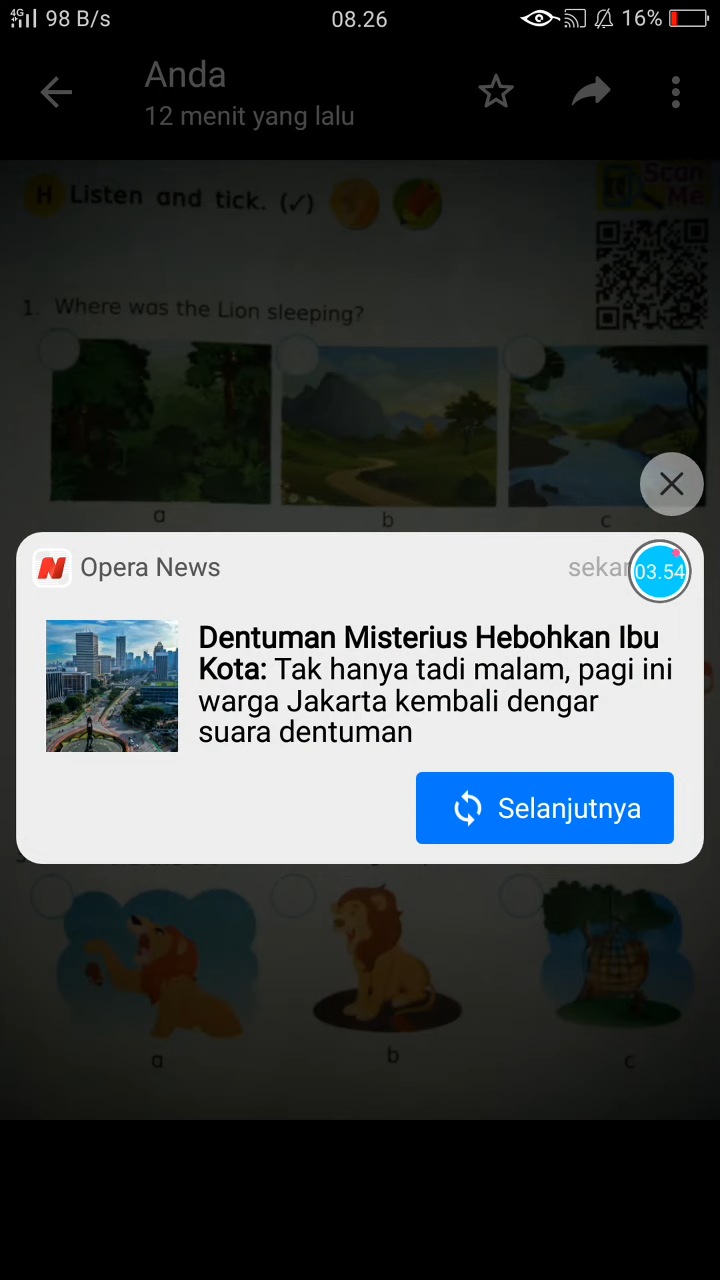 4G 98 B/s 08.26 16%
Anda
12 menit yang lalu
H Listen and tick. (✓)
Scan Me
1. Where was the Lion sleeping?
a b c
Opera News
03.54
Dentuman Misterius Hebohkan Ibu
Kota: Tak hanya tadi malam, pagi ini
warga Jakarta kembali dengar
suara dentuman
Selanjutnya
a b c